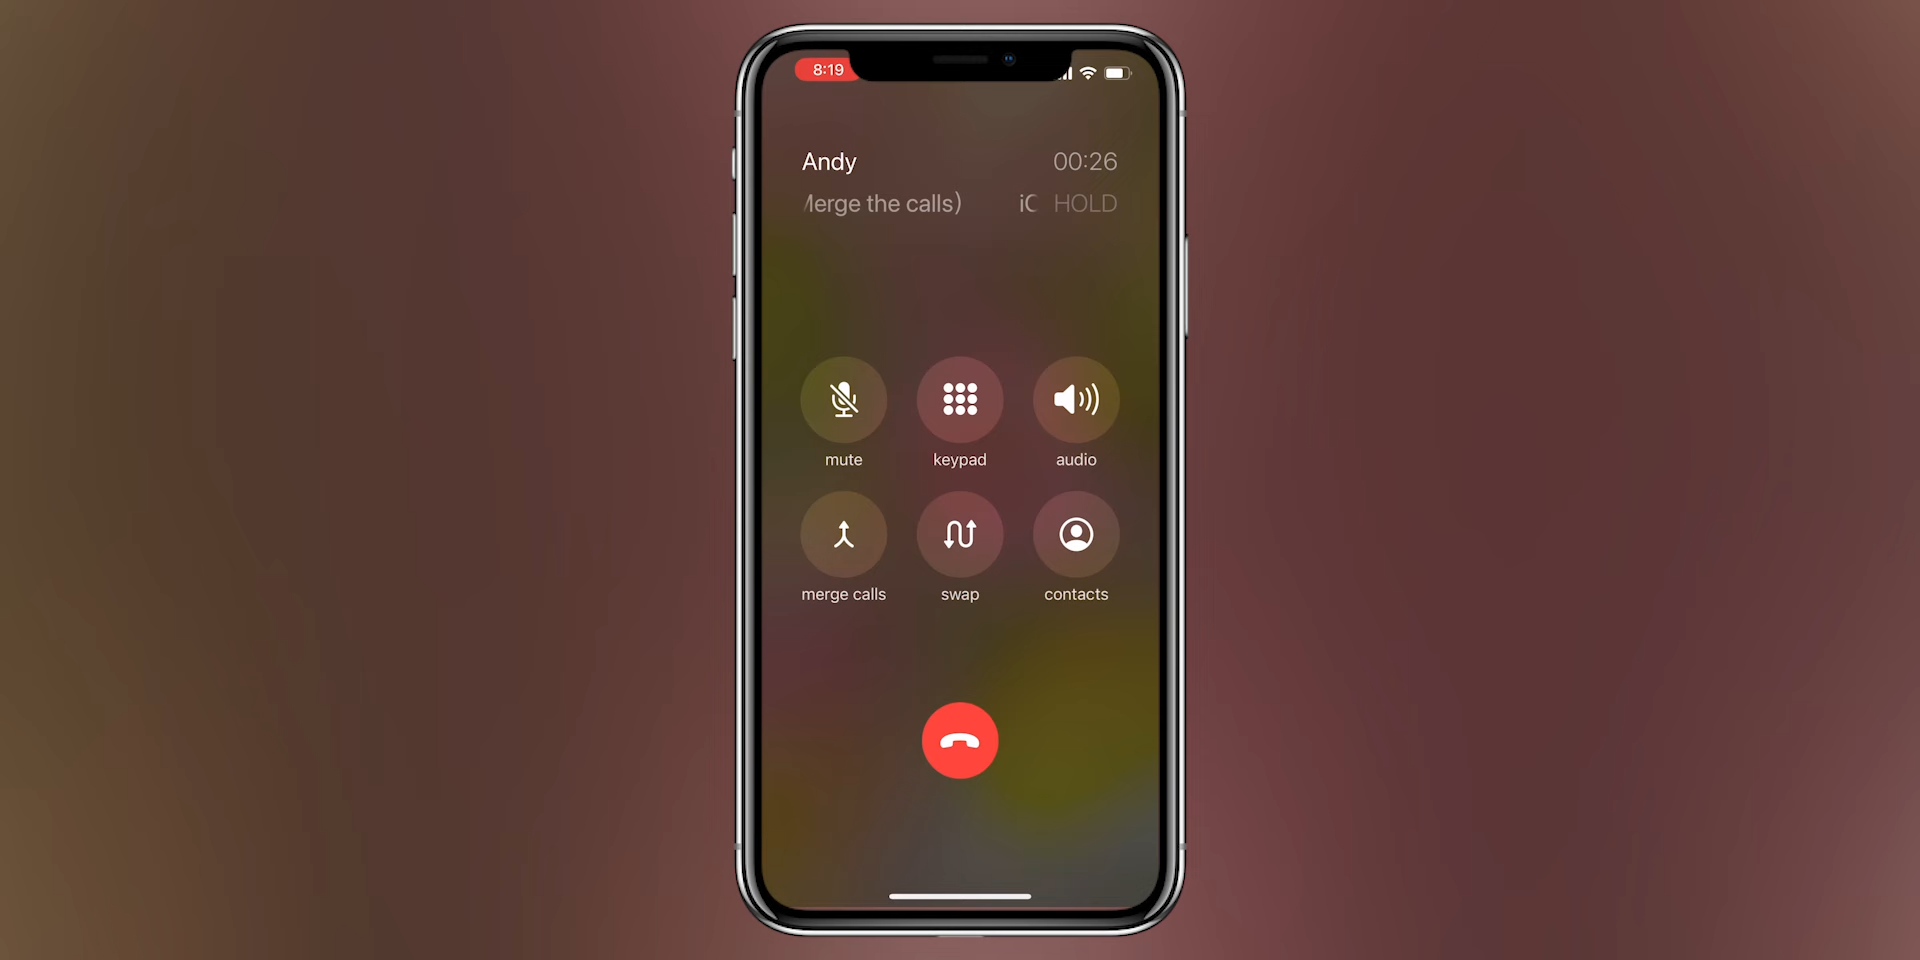 8:19
Andy 00:26
erge the calls) HOLD
mute keypad audio
merge calls swap contacts